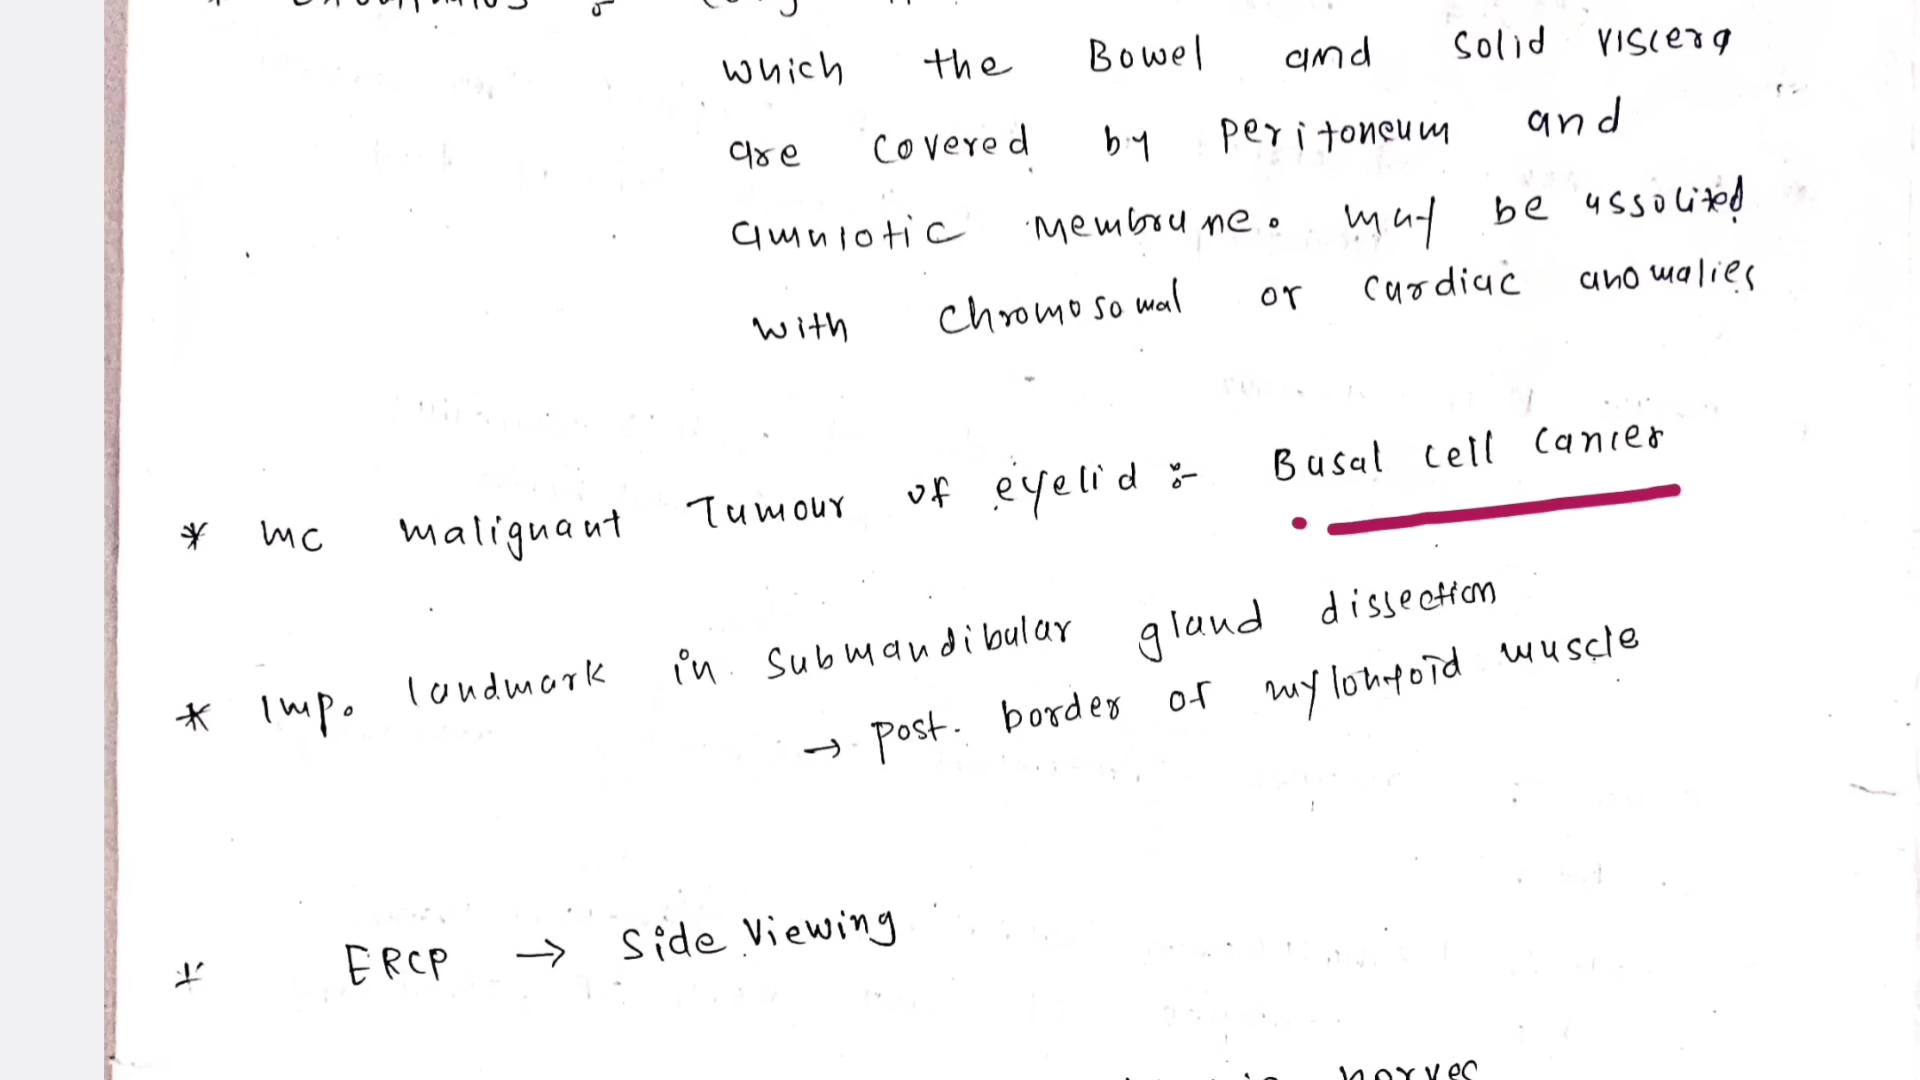 which the Bowel and Solid viscera
are covered by peritoneum and
amniotic Membrane. may be associted
with chromosomal or cardiac anomalies
* mc malignant Tumour of eyelid :- Basal cell cancer
* Imp. landmark in submandibular gland dissection
→ post. border of mylohyoid muscle
* ERCP → Side Viewing
nerves